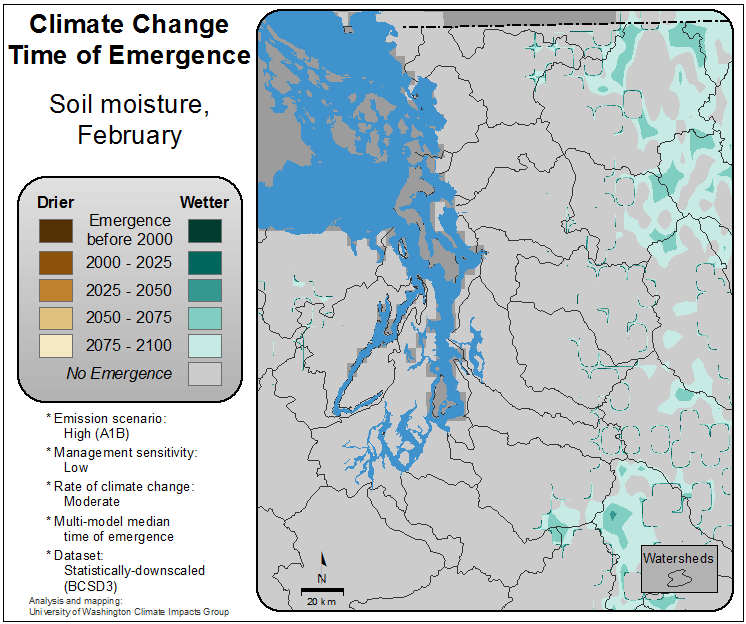 Climate Change
Time of Emergence
Soil moisture,
February
Drier
Wetter
Emergence
before 2000
2000 - 2025
2025 - 2050
2050 - 2075
2075 - 2100
No Emergence
* Emission scenario:
High (A1B)
* Management sensitivity:
Low
* Rate of climate change:
Moderate
* Multi-model median
time of emergence
* Dataset:
Statistically-downscaled
(BCSD3)
Analysis and mapping:
University of Washington Climate Impacts Group
N
20 km
Watersheds